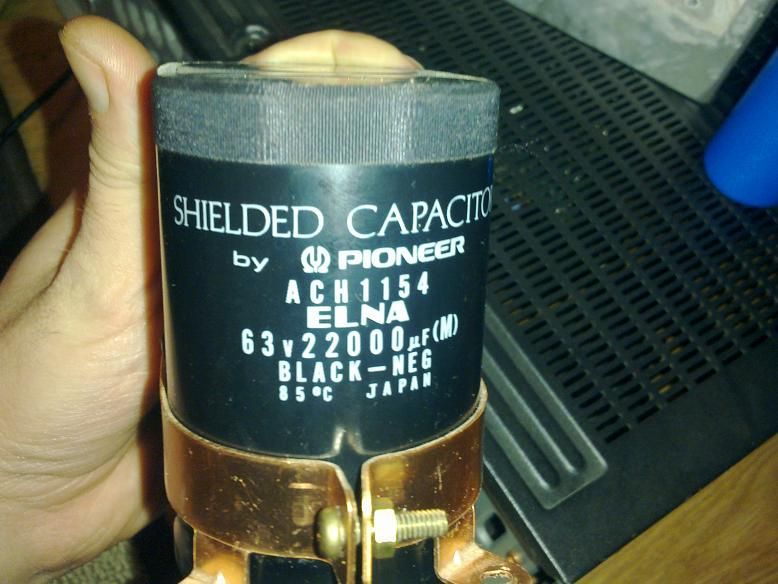 SHIELDED CAPACITO
by PIONEER
ACH1154
ELNA
63v22000µF(M)
BLACK-NEG
85°C JAPAN